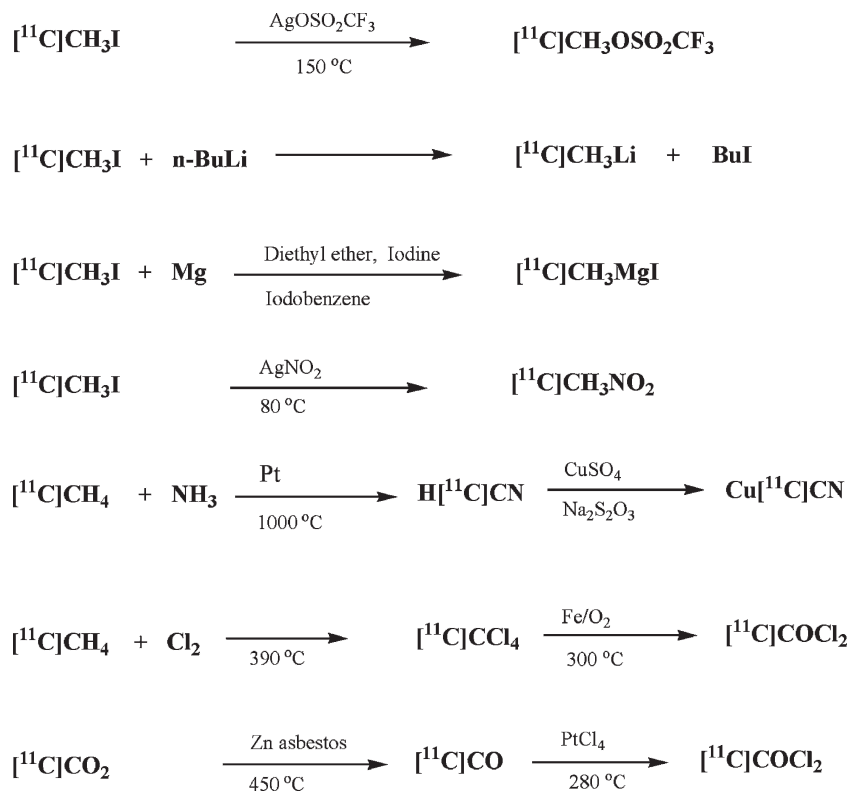 AgOSO₂CF₃
[¹¹C]CH₃I [¹¹C]CH₃OSO₂CF₃
150 °C
[¹¹C]CH₃I + n-BuLi [¹¹C]CH₃Li + BuI
Diethyl ether, Iodine
[¹¹C]CH₃I + Mg [¹¹C]CH₃MgI
Iodobenzene
AgNO₂
[¹¹C]CH₃I [¹¹C]CH₃NO₂
80 °C
Pt CuSO₄
[¹¹C]CH₄ + NH₃ H[¹¹C]CN Cu[¹¹C]CN
1000 °C Na₂S₂O₃
Fe/O₂
[¹¹C]CH₄ + Cl₂ [¹¹C]CCl₄ [¹¹C]COCl₂
390 °C 300 °C
Zn asbestos PtCl₄
[¹¹C]CO₂ [¹¹C]CO [¹¹C]COCl₂
450 °C 280 °C